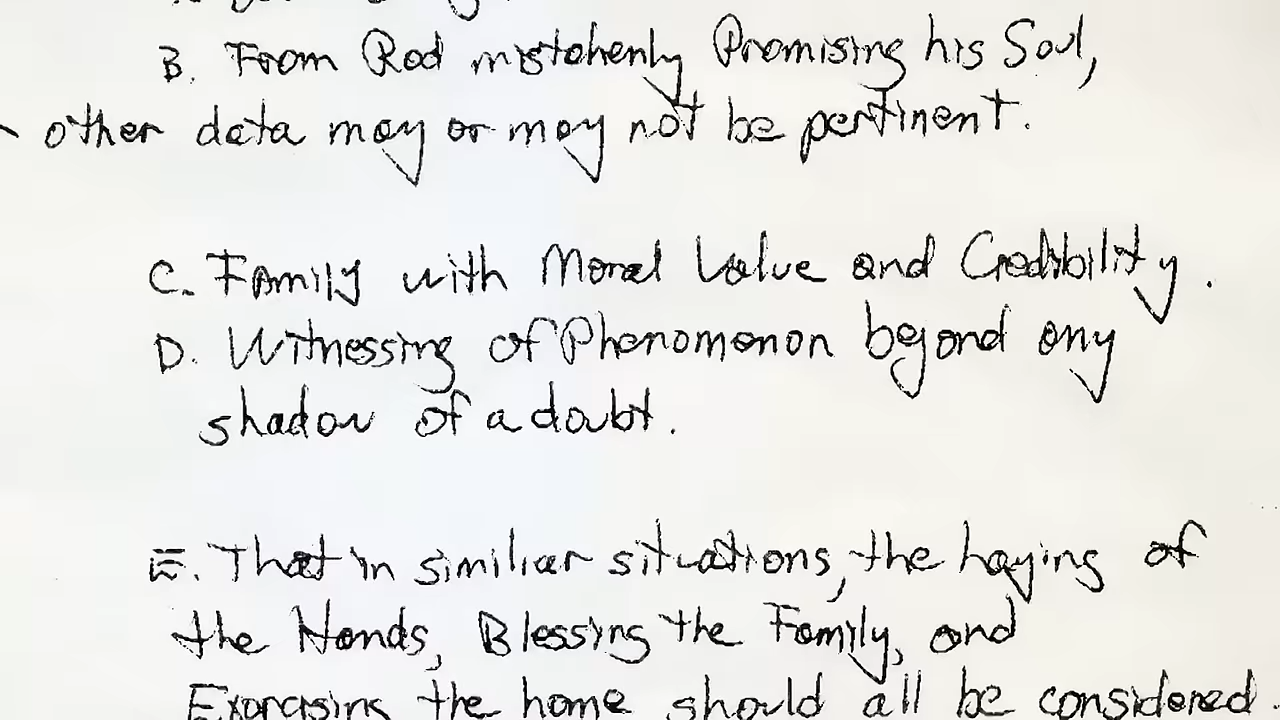 B. From Rod mistakenly Promising his Soul,
other data may or may not be pertinent.
C. Family with Moral Value and Credibility.
D. Witnessing of Phenomenon beyond any
shadow of a doubt.
E. That in similiar situations, the haying of
the Hands, Blessing the Family, and
Exorcising the home should all be considered.